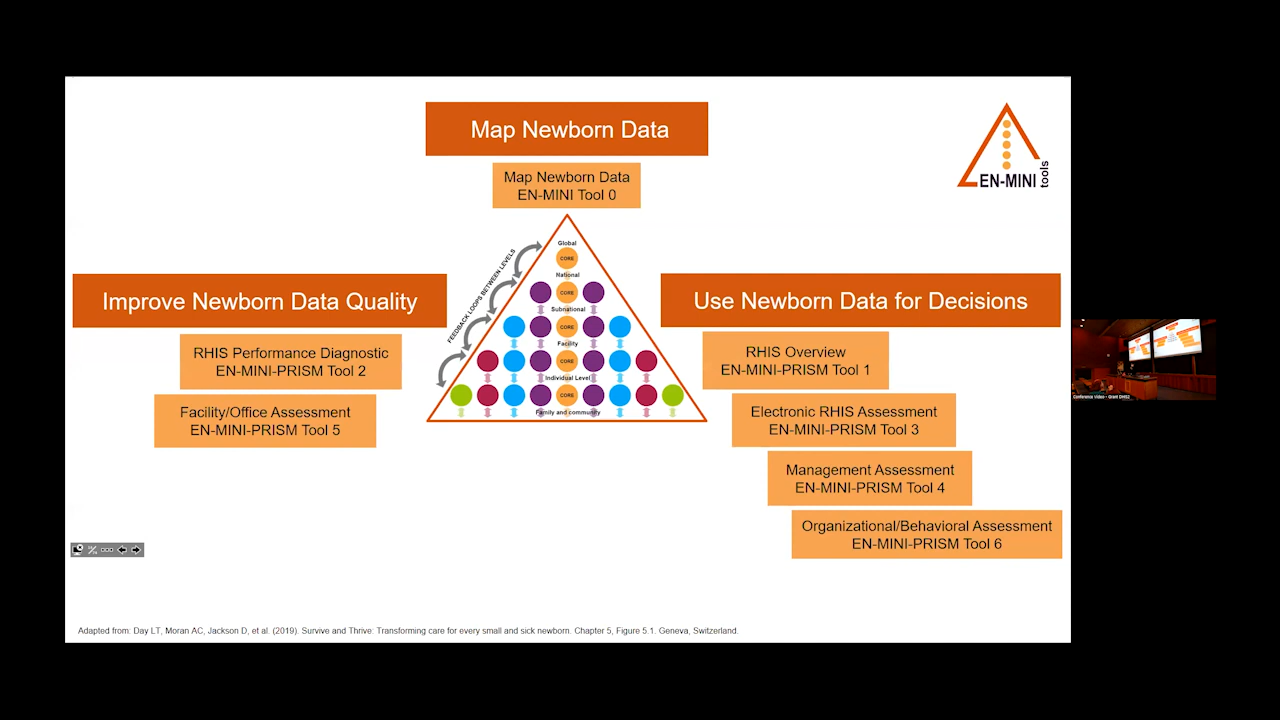 Map Newborn Data
Map Newborn Data
EN-MINI Tool 0
EN-MINI
tools
Improve Newborn Data Quality
RHIS Performance Diagnostic
EN-MINI-PRISM Tool 2
Facility/Office Assessment
EN-MINI-PRISM Tool 5
FEEDBACK LOOPS BETWEEN LEVELS
Global
CORE
National
CORE
Subnational
CORE
Facility
CORE
Individual Level
CORE
Family and community
Use Newborn Data for Decisions
RHIS Overview
EN-MINI-PRISM Tool 1
Electronic RHIS Assessment
EN-MINI-PRISM Tool 3
Management Assessment
EN-MINI-PRISM Tool 4
Organizational/Behavioral Assessment
EN-MINI-PRISM Tool 6
Adapted from: Day LT, Moran AC, Jackson D, et al. (2019). Survive and Thrive: Transforming care for every small and sick newborn. Chapter 5, Figure 5.1. Geneva, Switzerland.
Conference Video - Grant DHIS2